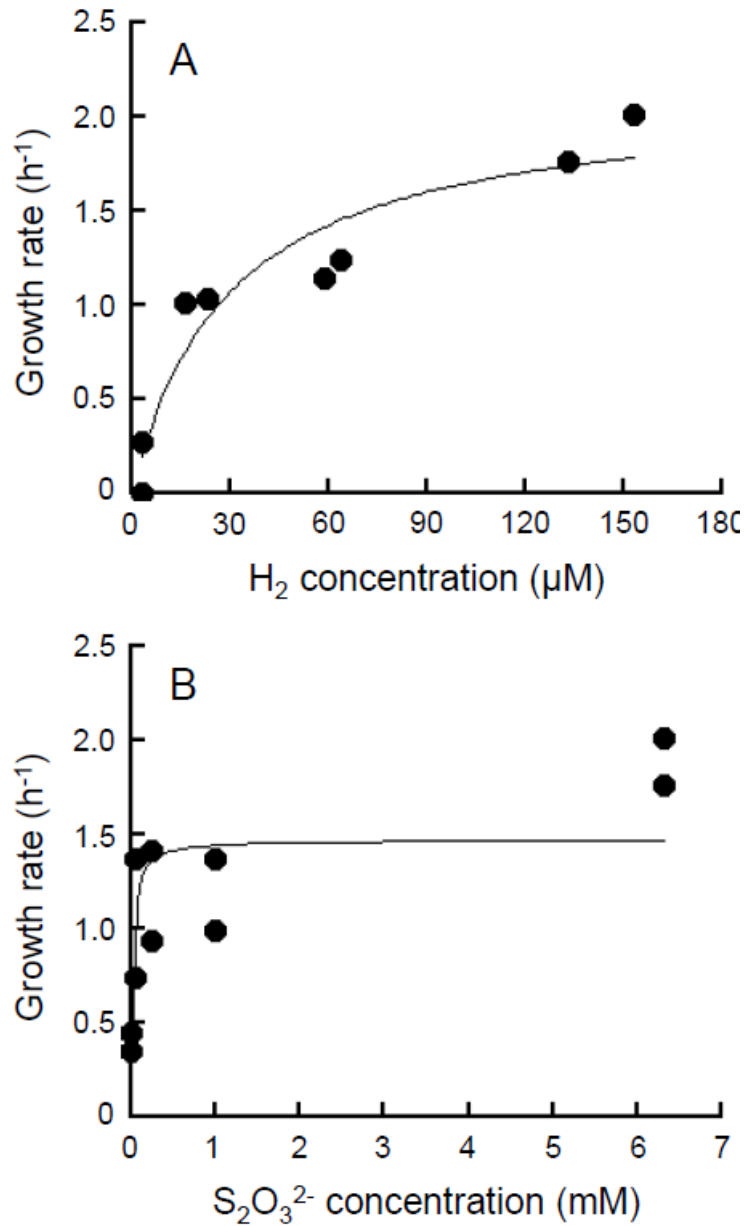 A
Growth rate (h⁻¹)
2.5
2.0
1.5
1.0
0.5
0
0 30 60 90 120 150 180
H₂ concentration (µM)
B
Growth rate (h⁻¹)
2.5
2.0
1.5
1.0
0.5
0
0 1 2 3 4 5 6 7
S₂O₃²⁻ concentration (mM)